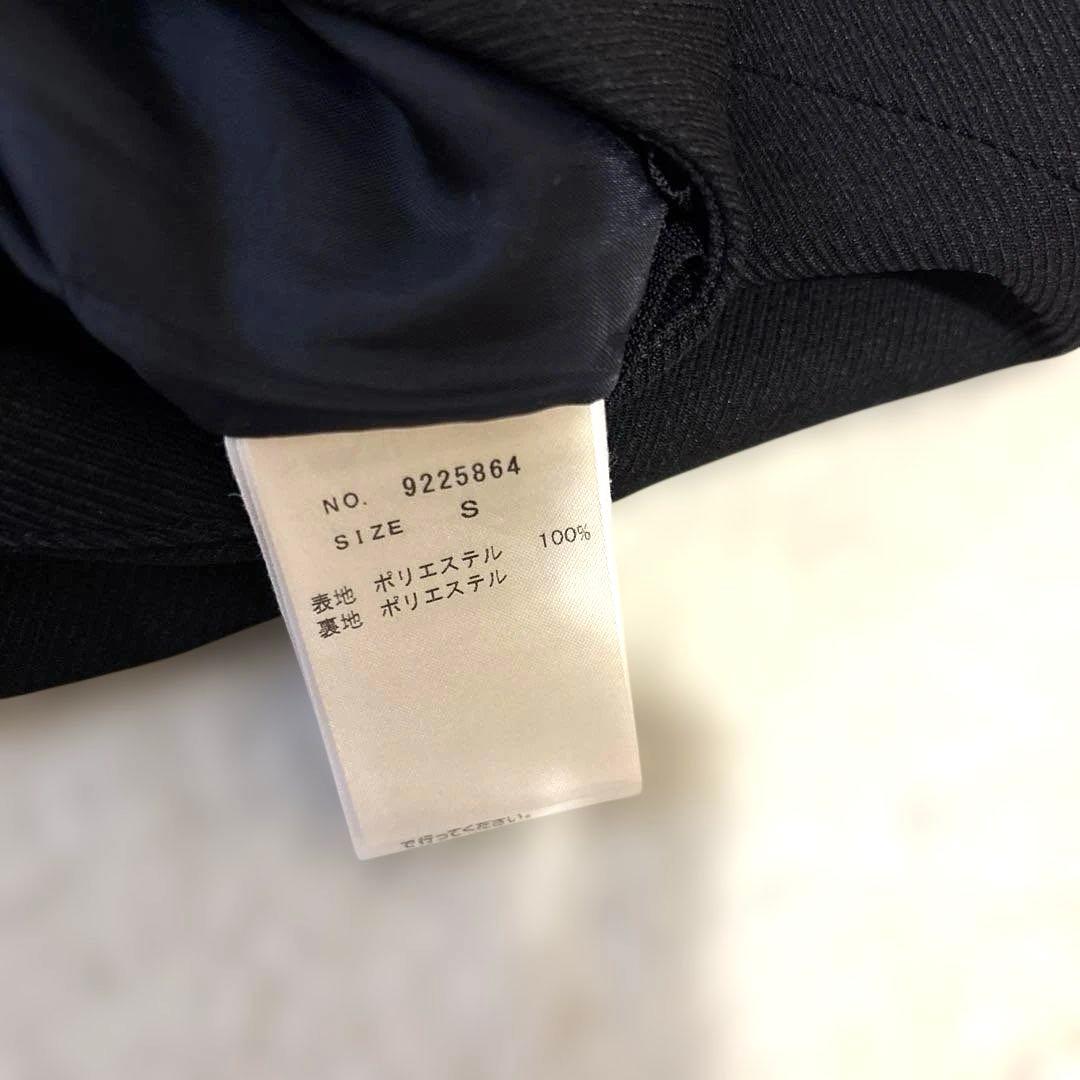 NO. 9225864
SIZE S
表地 ポリエステル 100%
裏地 ポリエステル
で行ってください。